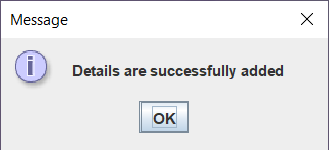 Message
Details are successfully added
OK